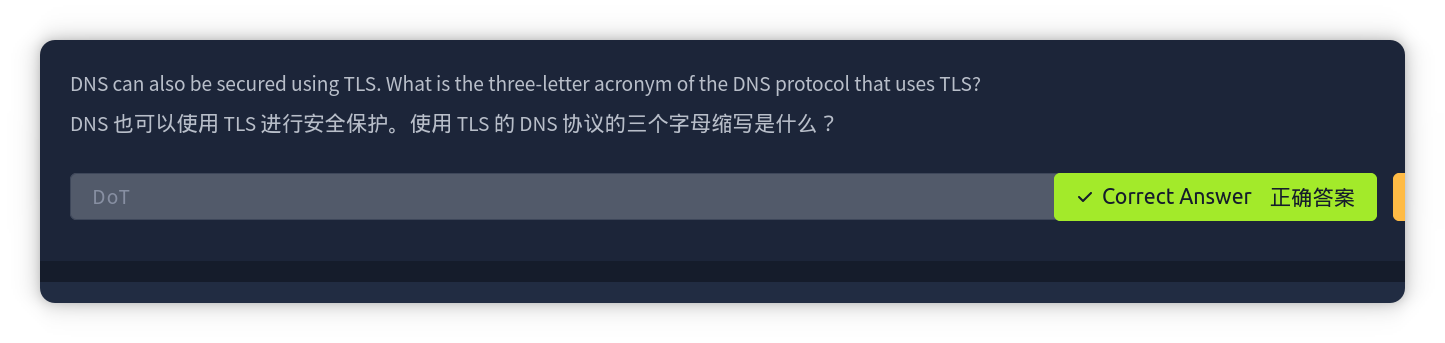 DNS can also be secured using TLS. What is the three-letter acronym of the DNS protocol that uses TLS?
DNS 也可以使用 TLS 进行安全保护。使用 TLS 的 DNS 协议的三个字母缩写是什么？
DoT
✓ Correct Answer 正确答案